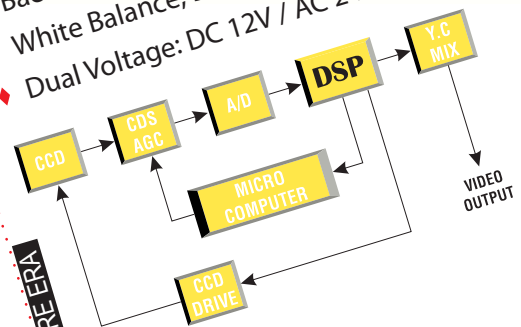 White Balance,
Dual Voltage: DC 12V / AC 2
CCD
CDS
AGC
A/D
DSP
Y.C
MIX
MICRO
COMPUTER
CCD
DRIVE
VIDEO
OUTPUT
RE ERA